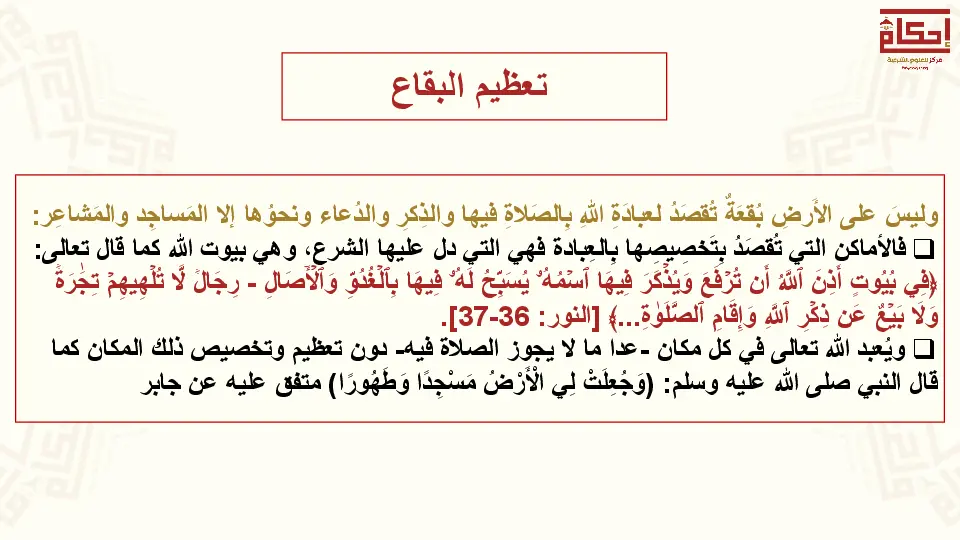 إحكام
مركز للعلوم الشرعية
تعظيم البقاع
وليسَ على الأَرضِ بُقعَةٌ تُقصَدُ لعبادَةِ اللهِ بِالصَلاةِ فيها والذِكرِ والدُعاء ونحوُها إلا المَساجِد والمَشاعِر:
❑ فالأماكن التي تُقصَدُ بِتَخصِيصِها بِالعِبادة فهي التي دل عليها الشرع، وهي بيوت الله كما قال تعالى:
﴿فِي بُيُوتٍ أَذِنَ ٱللَّهُ أَن تُرۡفَعَ وَيُذۡكَرَ فِيهَا ٱسۡمُهُۥ يُسَبِّحُ لَهُۥ فِيهَا بِٱلۡغُدُوِّ وَٱلۡأٓصَالِ - رِجَالٞ لَّا تُلۡهِيهِمۡ تِجَٰرَةٞ
وَلَا بَيۡعٌ عَن ذِكۡرِ ٱللَّهِ وَإِقَامِ ٱلصَّلَوٰةِ...﴾ [النور: 36-37].
❑ ويُعبد الله تعالى في كل مكان -عدا ما لا يجوز الصلاة فيه- دون تعظيم وتخصيص ذلك المكان كما
قال النبي صلى الله عليه وسلم: (وَجُعِلَتْ لِي الْأَرْضُ مَسْجِدًا وَطَهُورًا) متفق عليه عن جابر